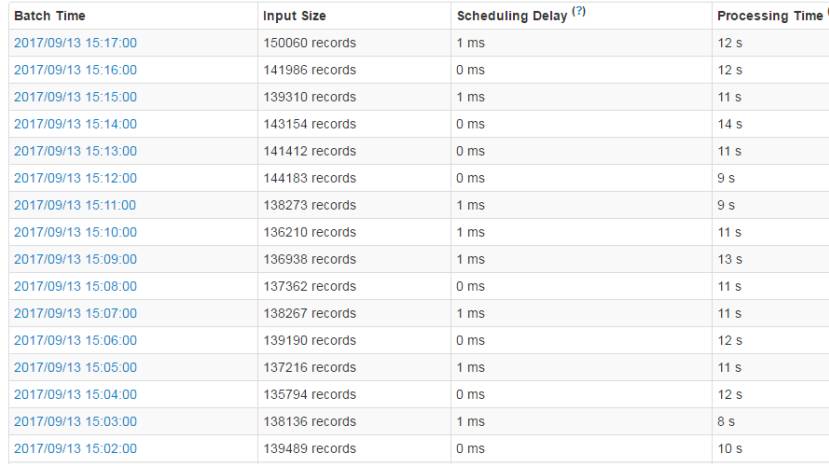 Batch Time Input Size Scheduling Delay (?) Processing Time (
2017/09/13 15:17:00 150060 records 1 ms 12 s
2017/09/13 15:16:00 141986 records 0 ms 12 s
2017/09/13 15:15:00 139310 records 1 ms 11 s
2017/09/13 15:14:00 143154 records 0 ms 14 s
2017/09/13 15:13:00 141412 records 0 ms 11 s
2017/09/13 15:12:00 144183 records 0 ms 9 s
2017/09/13 15:11:00 138273 records 1 ms 9 s
2017/09/13 15:10:00 136210 records 1 ms 11 s
2017/09/13 15:09:00 136938 records 1 ms 13 s
2017/09/13 15:08:00 137362 records 0 ms 11 s
2017/09/13 15:07:00 138267 records 1 ms 11 s
2017/09/13 15:06:00 139190 records 0 ms 12 s
2017/09/13 15:05:00 137216 records 1 ms 11 s
2017/09/13 15:04:00 135794 records 0 ms 12 s
2017/09/13 15:03:00 138136 records 1 ms 8 s
2017/09/13 15:02:00 139489 records 0 ms 10 s